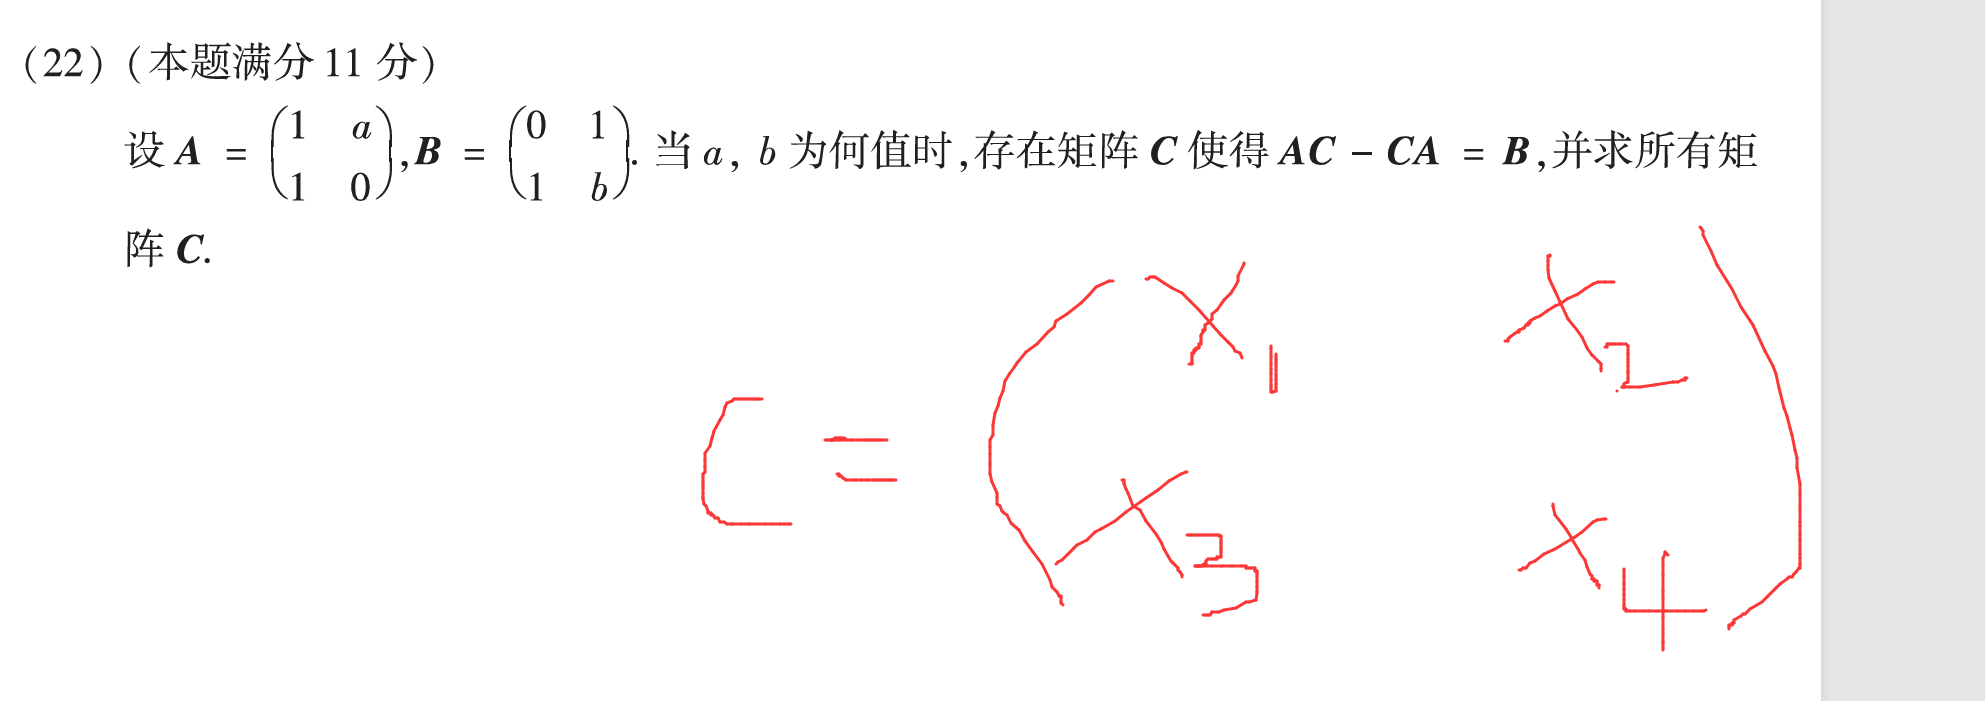 (22) (本题满分 11 分)
设 A = (1 a 1 0), B = (0 1 1 b). 当 a, b 为何值时,存在矩阵 C 使得 AC − CA = B,并求所有矩
阵 C.
C = (x₁ x₂
x₃ x₄)